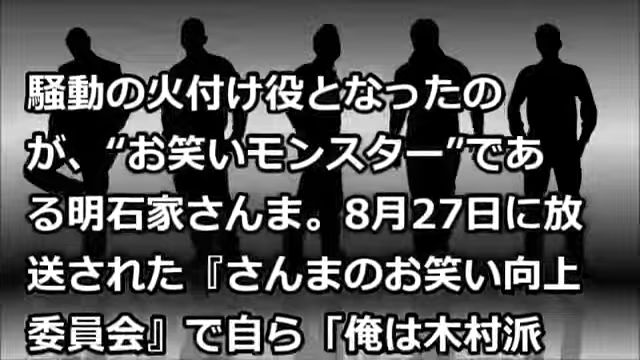 騒動の火付け役となったの
が、“お笑いモンスター”であ
る明石家さんま。8月27日に放
送された『さんまのお笑い向上
委員会』で自ら「俺は木村派